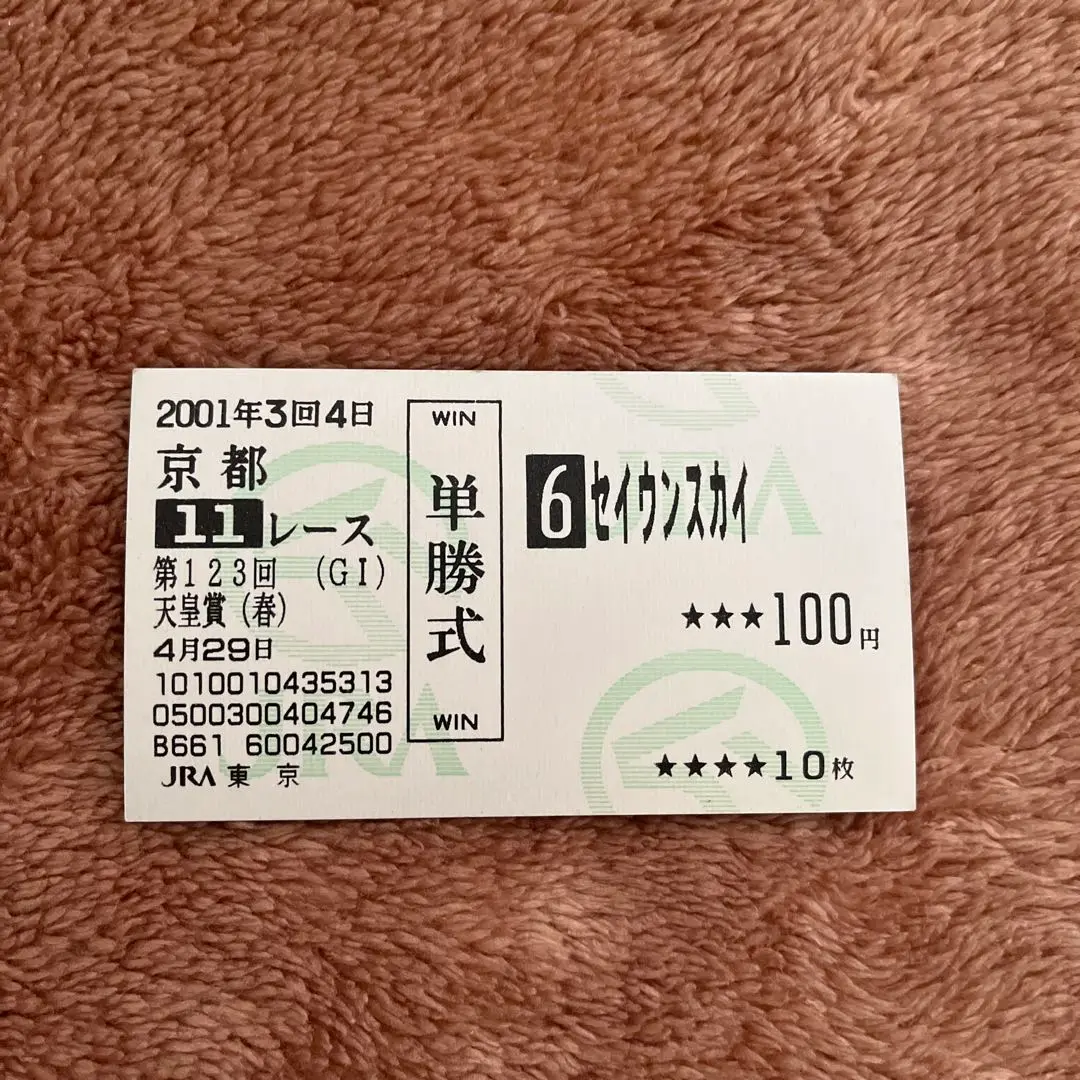 2001年3回4日
京都
11レース
第123回 (GI)
天皇賞(春)
4月29日
1010010435313
0500300404746
B661 60042500
JRA 東京
WIN
単勝式
WIN
6 セイウンスカイ
★★★100円
★★★★10枚
JRA
JRA